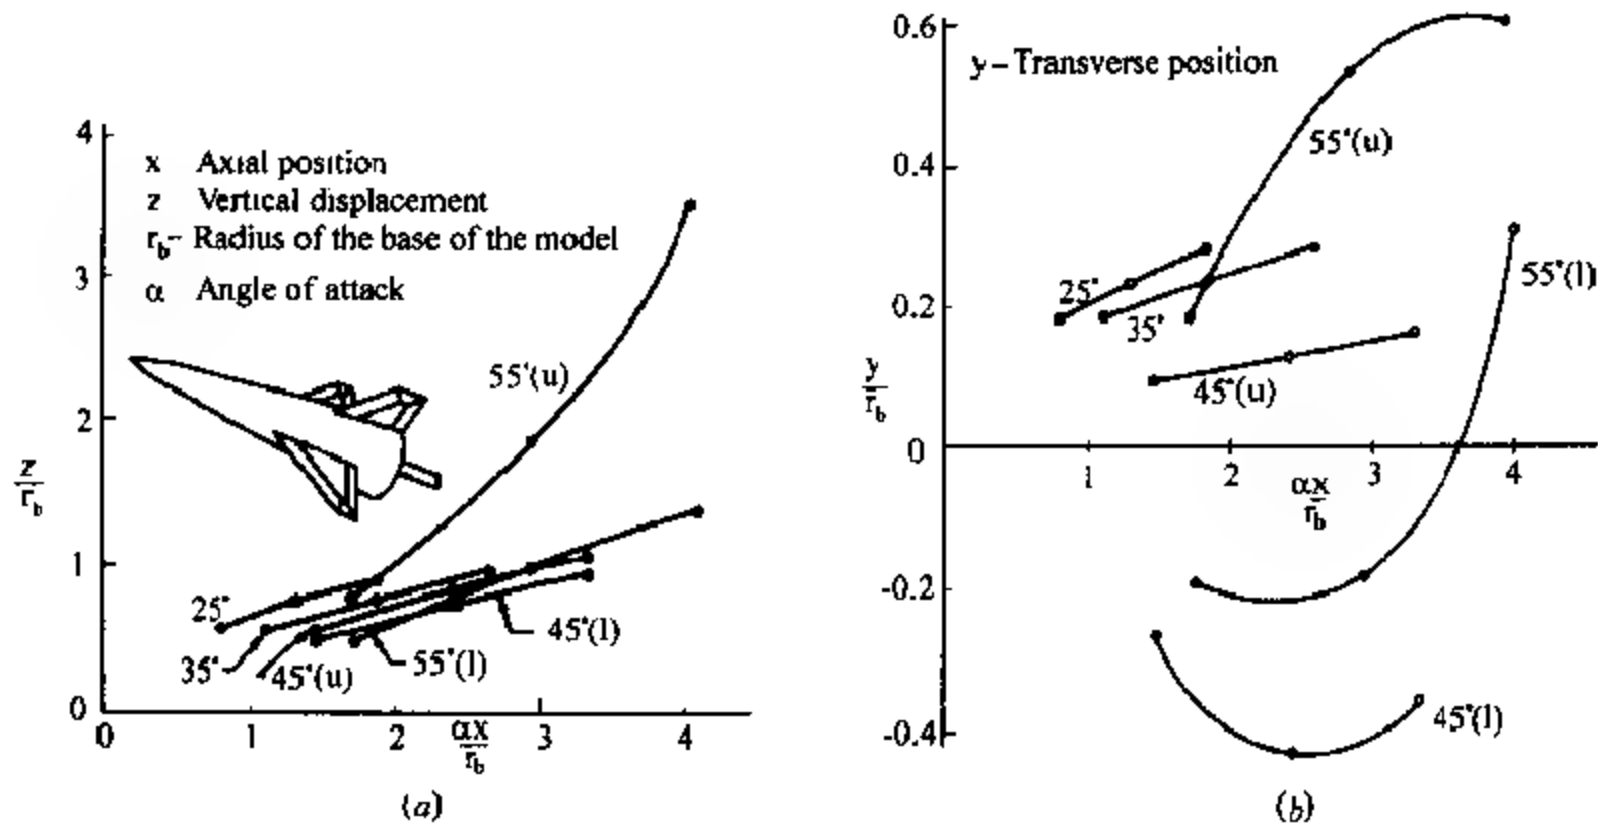 4
x Axial position
z Vertical displacement
r_b- Radius of the base of the model
α Angle of attack
3
55°(u)
2
z/r_b
1
25°
35°
45°(u)
55°(l)
45°(l)
0
0 1 2 αx/r_b 3 4
(a)
0.6
y – Transverse position
55°(u)
0.4
25°
35°
0.2
55°(l)
y/r_b
45°(u)
0
1 2 αx/r_b 3 4
-0.2
-0.4
45°(l)
(b)